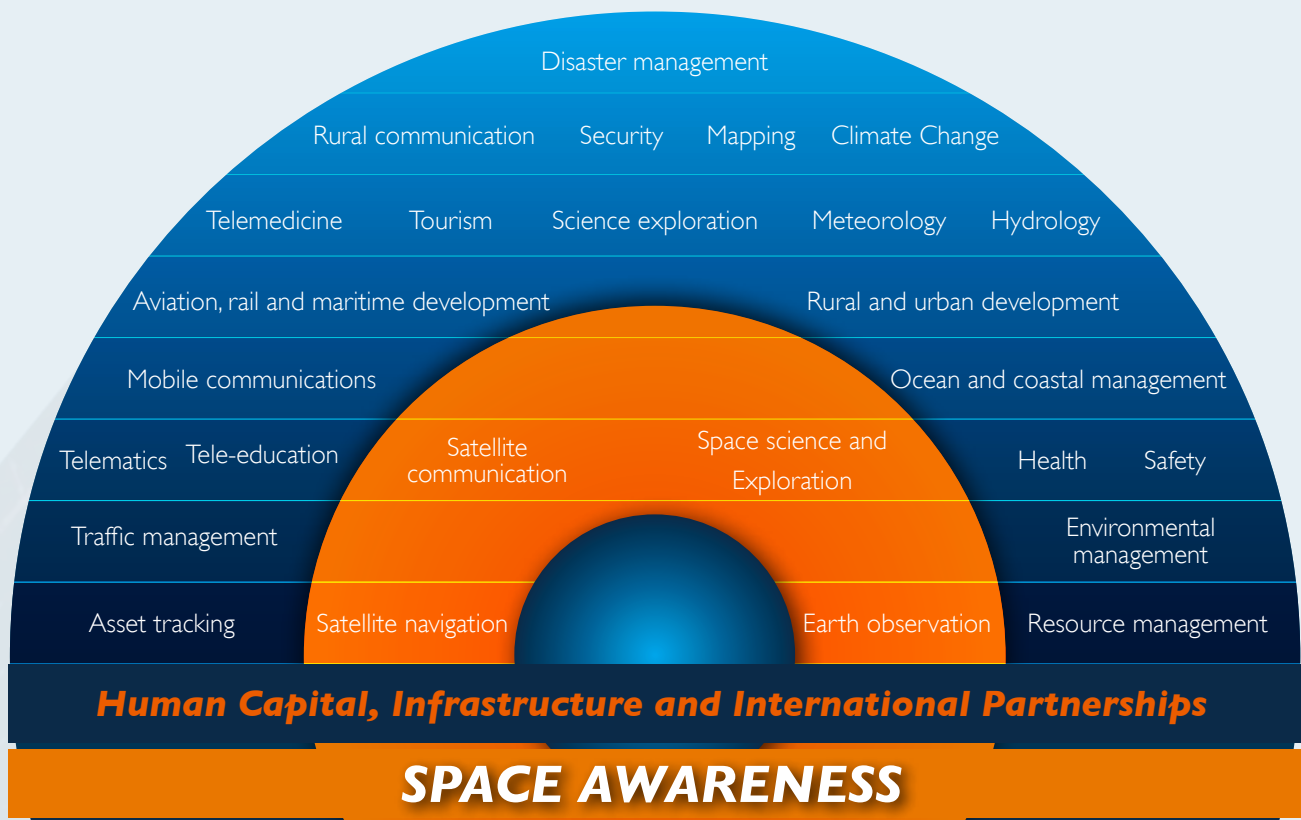 Disaster management
Rural communication Security Mapping Climate Change
Telemedicine Tourism Science exploration Meteorology Hydrology
Aviation, rail and maritime development Rural and urban development
Mobile communications Ocean and coastal management
Telematics Tele-education
Satellite
communication
Space science and
Exploration
Health Safety
Traffic management
Environmental
management
Asset tracking Satellite navigation Earth observation Resource management
Human Capital, Infrastructure and International Partnerships
SPACE AWARENESS